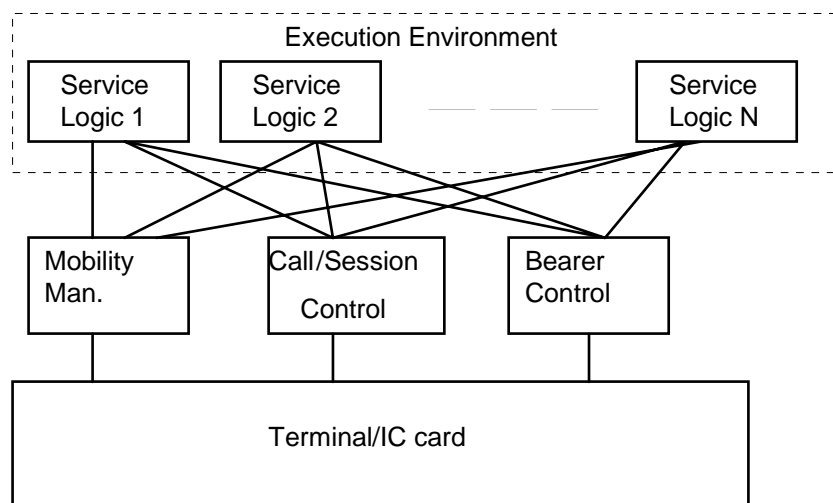 Execution Environment
Service
Logic 1
Service
Logic 2
Service
Logic N
Mobility
Man.
Call/Session
Control
Bearer
Control
Terminal/IC card